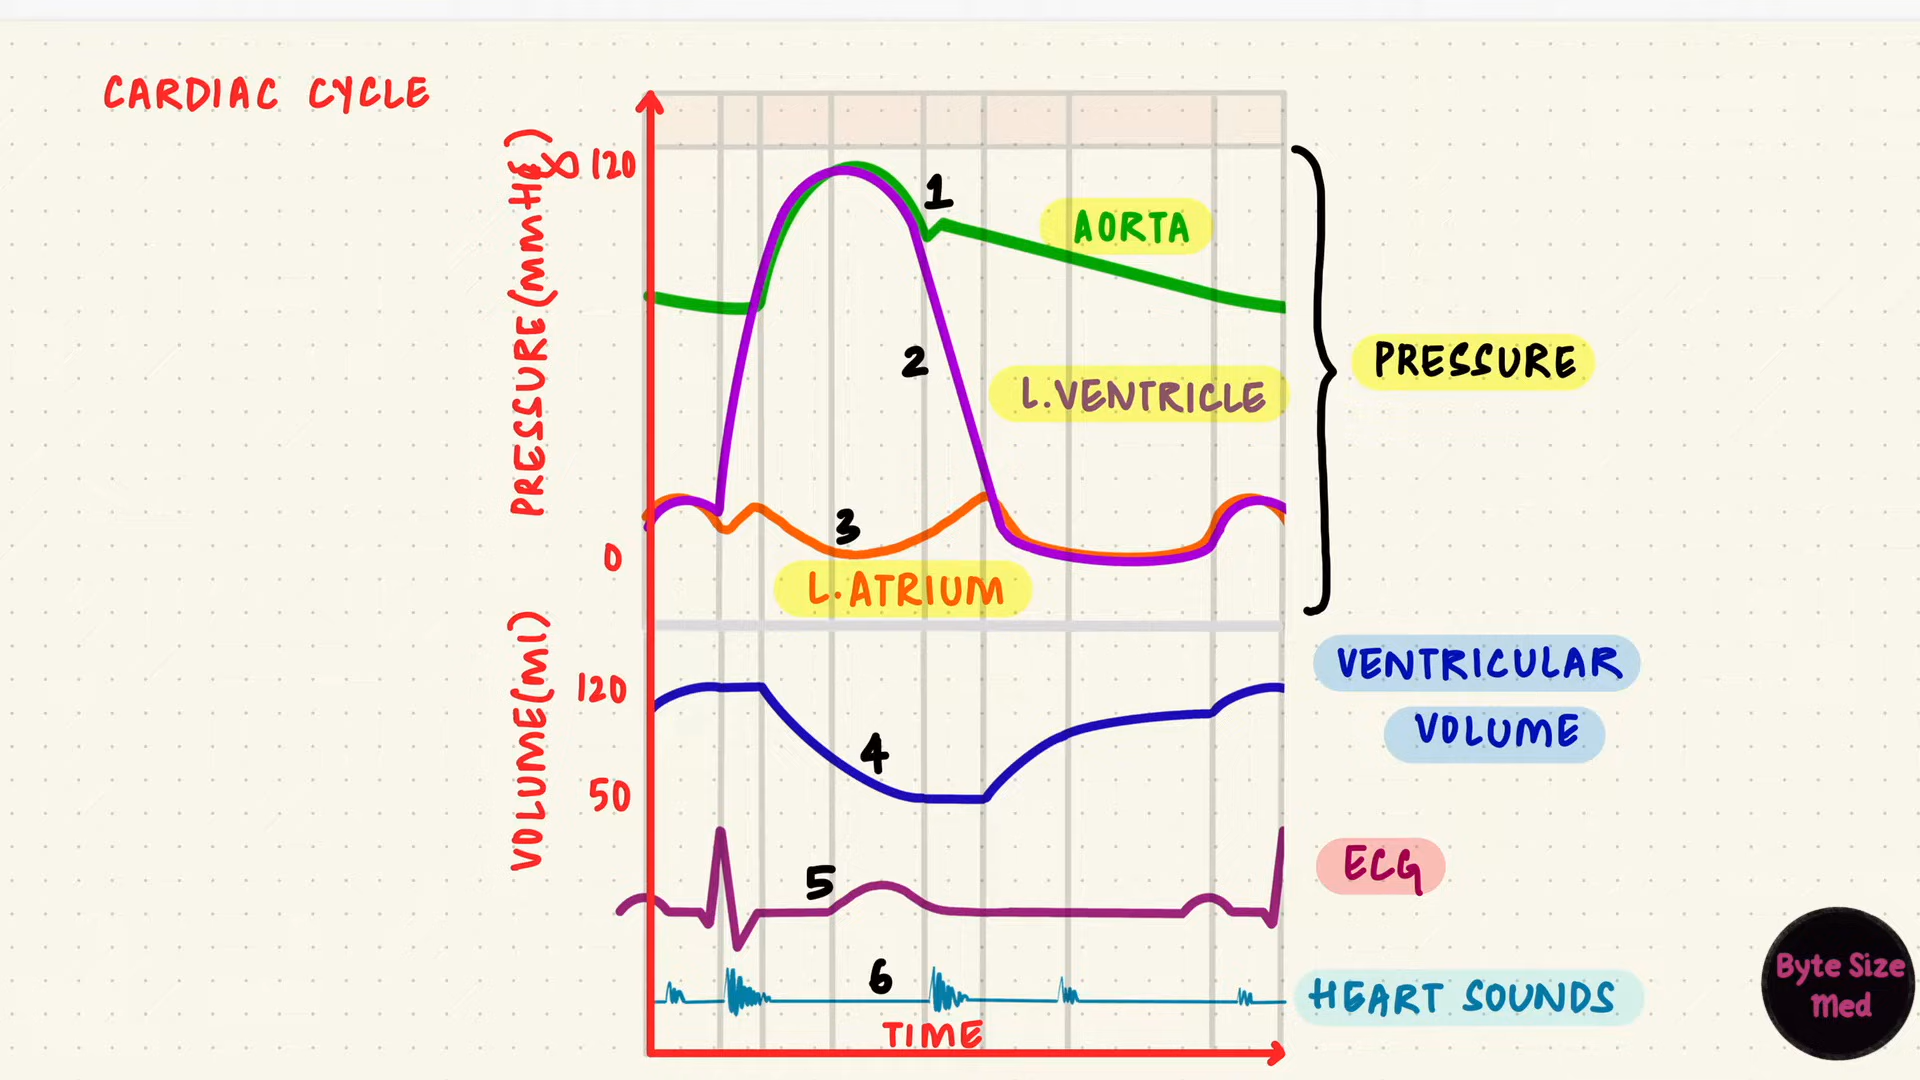 CARDIAC CYCLE
PRESSURE (mmHg)
120
1
AORTA
2
PRESSURE
L.VENTRICLE
3
0
L.ATRIUM
VOLUME(ml)
120
VENTRICULAR
VOLUME
4
50
ECG
5
6
HEART SOUNDS
TIME
Byte Size
Med